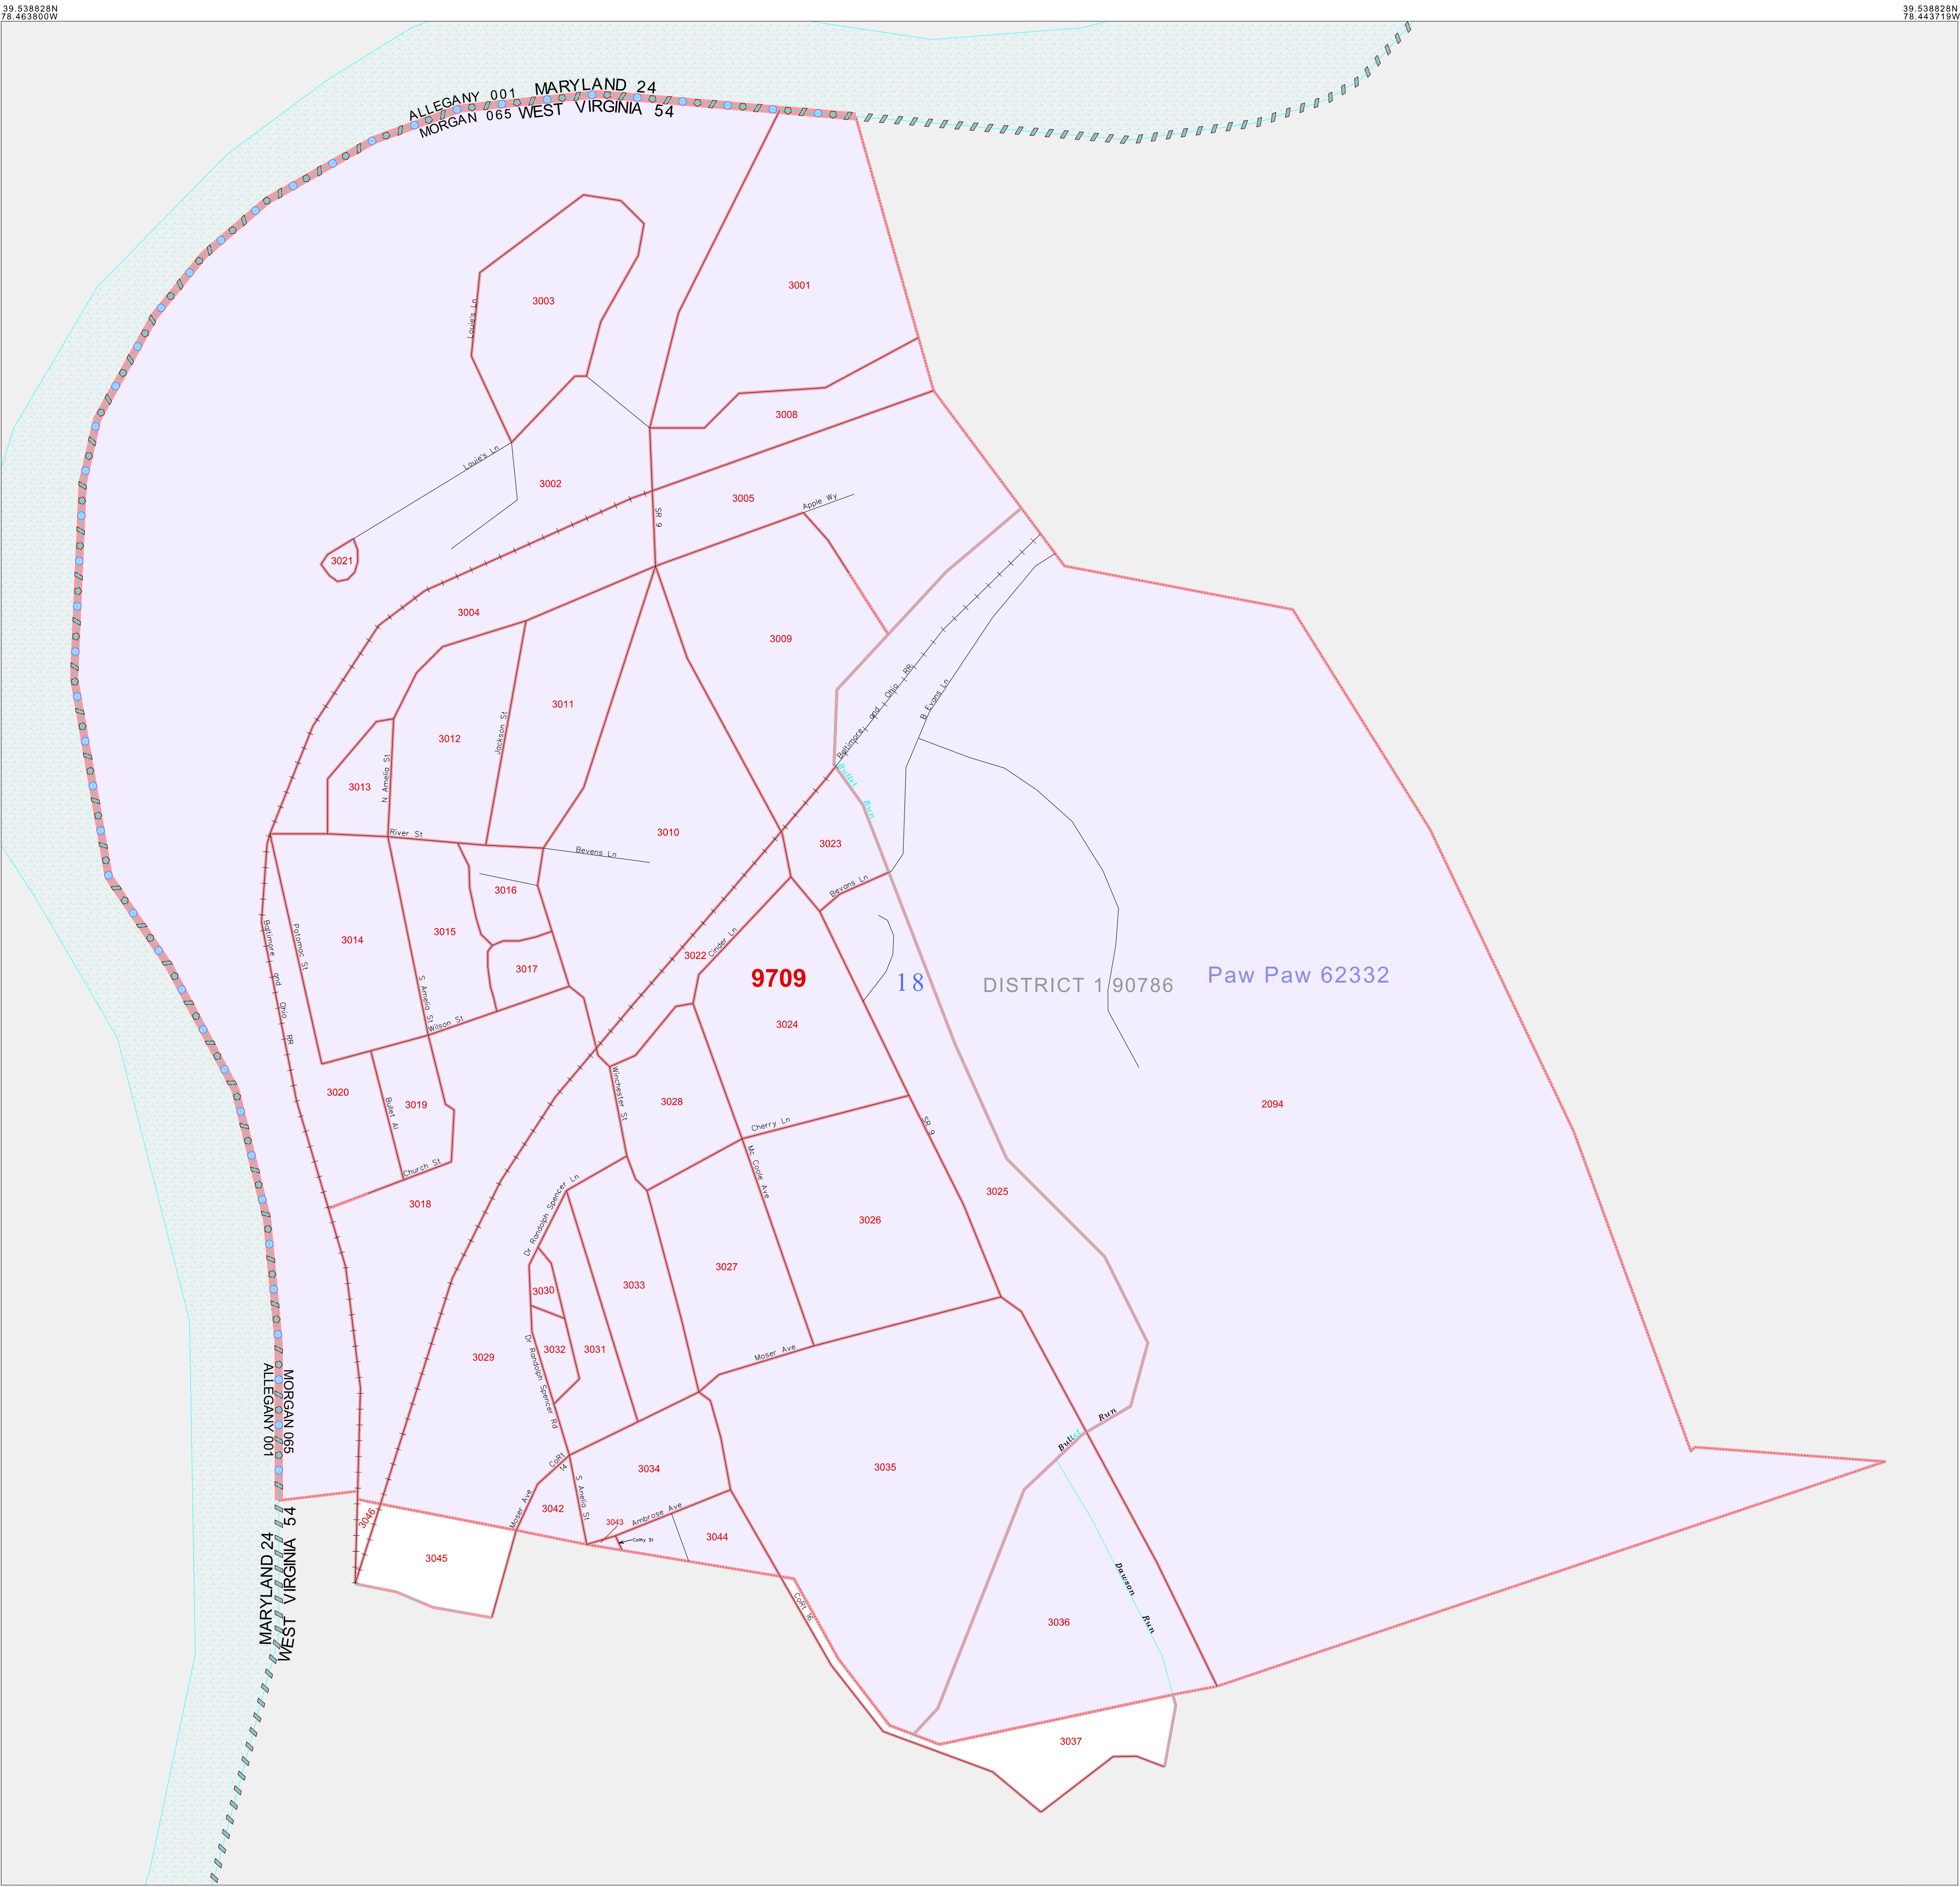 39.538828N
78.463800W
39.538828N
78.443719W
ALLEGANY 001 MARYLAND 24
MORGAN 065 WEST VIRGINIA 54
3001
3003
Louie's Ln
3008
Louie's Ln
3002
3005
Apple Wy
SR 9
3021
3004
3009
3011
3012
Jackson St
B Evans Ln
Baltimore and Ohio RR
3013
N Amelia St
Bullet Run
River St
3010
3023
Bevens Ln
3016
Bevans Ln
3014
3015
Potomac St
Baltimore and Ohio RR
3017
3022
Cinder Ln
9709
18
DISTRICT 1 90786
Paw Paw 62332
S Amelia St
Wilson St
3024
3020
3019
Bullet Al
Winchester St
3028
Cherry Ln
SR 9
2094
Church St
3018
Mc Coole Ave
3025
Dr Randolph Spencer Ln
3026
3027
3033
3030
3029
3032
3031
Dr Randolph Spencer Rd
Moser Ave
MORGAN 065
ALLEGANY 001
Bullet Run
CoRt 14
3034
3035
S Anelia St
3046
Moser Ave
3042
Ambrose Ave
3043
Cathy St
3044
3045
MARYLAND 24
WEST VIRGINIA 54
CoRt 16
Dawson Run
3036
3037